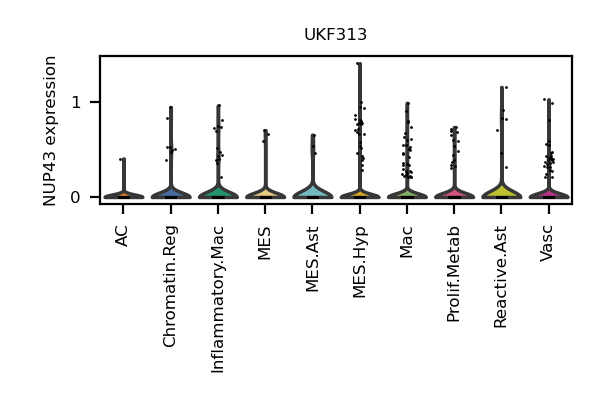 UKF313
NUP43 expression
1
0
AC
Chromatin.Reg
Inflammatory.Mac
MES
MES.Ast
MES.Hyp
Mac
Prolif.Metab
Reactive.Ast
Vasc